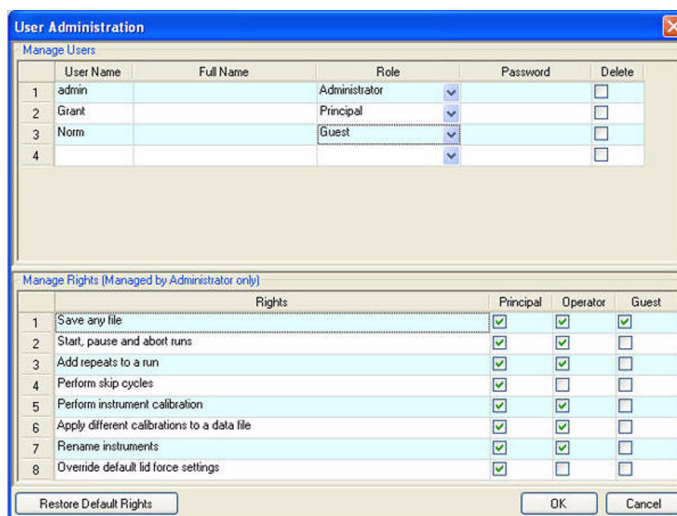 User Administration
Manage Users
User Name Full Name Role Password Delete
1 admin Administrator
2 Grant Principal
3 Norm Guest
4
Manage Rights (Managed by Administrator only)
Rights Principal Operator Guest
1 Save any file
2 Start, pause and abort runs
3 Add repeats to a run
4 Perform skip cycles
5 Perform instrument calibration
6 Apply different calibrations to a data file
7 Rename instruments
8 Override default lid force settings
Restore Default Rights OK Cancel